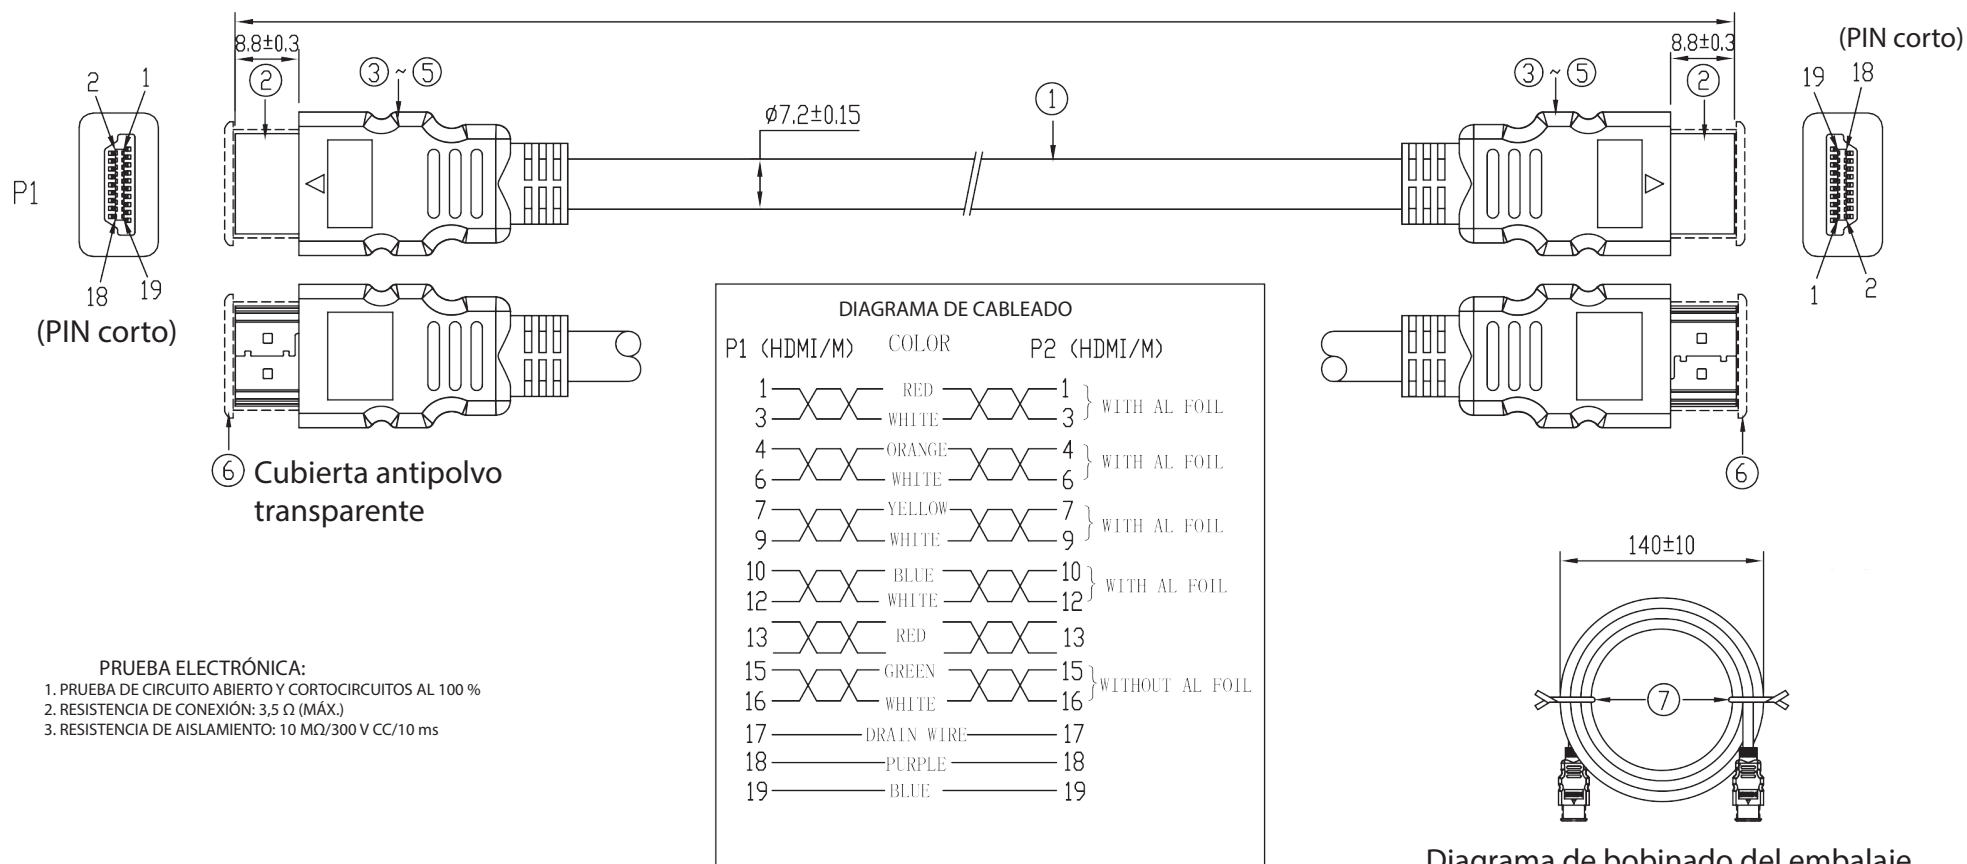 8.8±0.3
8.8±0.3
(PIN corto)
2
1
2
3 ~ 5
1
3 ~ 5
2
19
18
ø7.2±0.15
P1
18
19
(PIN corto)
1
2
6 Cubierta antipolvo
transparente
6
DIAGRAMA DE CABLEADO
P1 (HDMI/M) COLOR P2 (HDMI/M)
1 RED 1
3 WHITE 3
WITH AL FOIL
4 ORANGE 4
6 WHITE 6
WITH AL FOIL
7 YELLOW 7
9 WHITE 9
WITH AL FOIL
10 BLUE 10
12 WHITE 12
WITH AL FOIL
13 RED 13
15 GREEN 15
16 WHITE 16
WITHOUT AL FOIL
17 DRAIN WIRE 17
18 PURPLE 18
19 BLUE 19
PRUEBA ELECTRÓNICA:
1. PRUEBA DE CIRCUITO ABIERTO Y CORTOCIRCUITOS AL 100 %
2. RESISTENCIA DE CONEXIÓN: 3,5 Ω (MÁX.)
3. RESISTENCIA DE AISLAMIENTO: 10 MΩ/300 V CC/10 ms
140±10
7
Diagrama de bobinado del embalaje